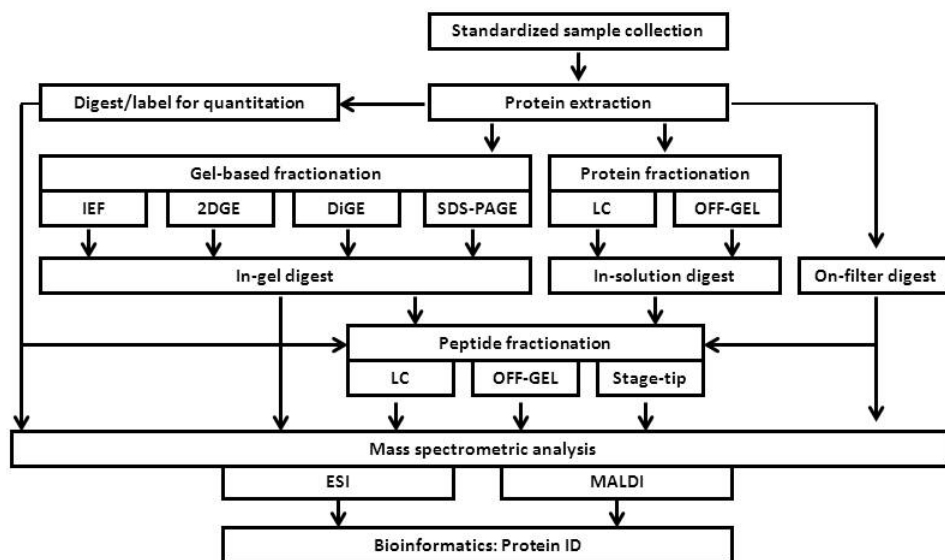 Standardized sample collection
Digest/label for quantitation
Protein extraction
Gel-based fractionation
Protein fractionation
IEF
2DGE
DiGE
SDS-PAGE
LC
OFF-GEL
In-gel digest
In-solution digest
On-filter digest
Peptide fractionation
LC
OFF-GEL
Stage-tip
Mass spectrometric analysis
ESI
MALDI
Bioinformatics: Protein ID